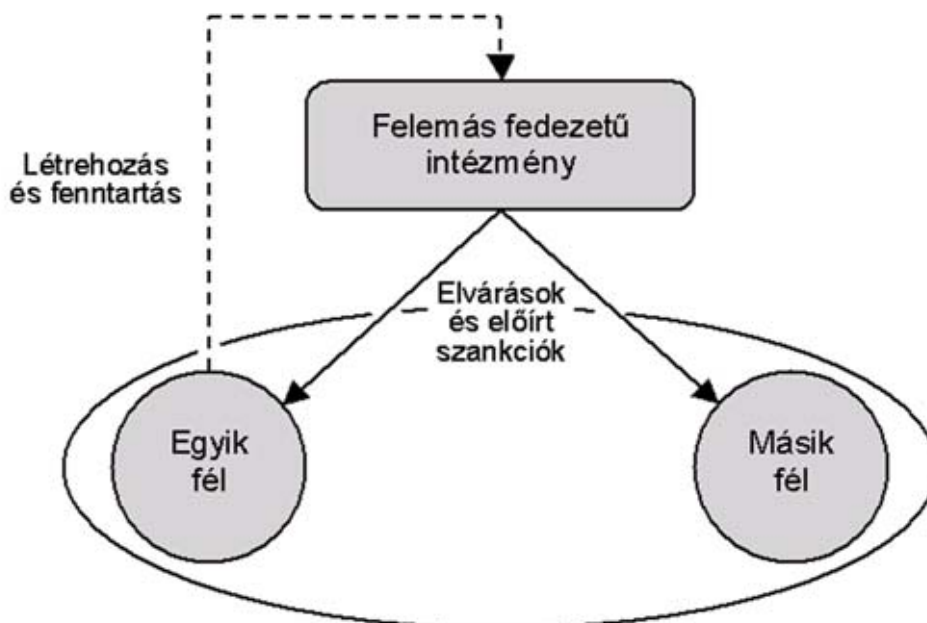 Felemás fedezetű
intézmény
Létrehozás
és fenntartás
Elvárások
és előírt
szankciók
Egyik
fél
Másik
fél